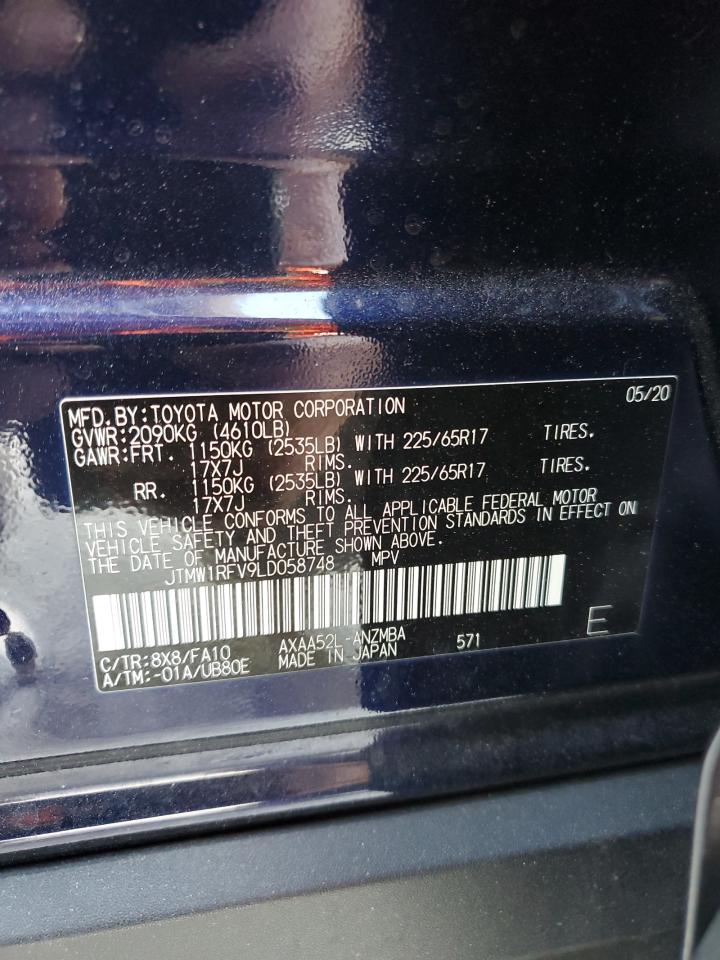 MFD.BY:TOYOTA MOTOR CORPORATION 05/20
GVWR:2090KG (4610LB)
GAWR:FRT. 1150KG (2535LB) WITH 225/65R17 TIRES.
17X7J RIMS.
RR. 1150KG (2535LB) WITH 225/65R17 TIRES.
17X7J RIMS.
THIS VEHICLE CONFORMS TO ALL APPLICABLE FEDERAL MOTOR
VEHICLE SAFETY AND THEFT PREVENTION STANDARDS IN EFFECT ON
THE DATE OF MANUFACTURE SHOWN ABOVE.
JTMW1RFV9LD058748 MPV
C/TR:8X8/FA10 AXAA52L-ANZMBA 571 E
A/TM:-01A/UB80E MADE IN JAPAN